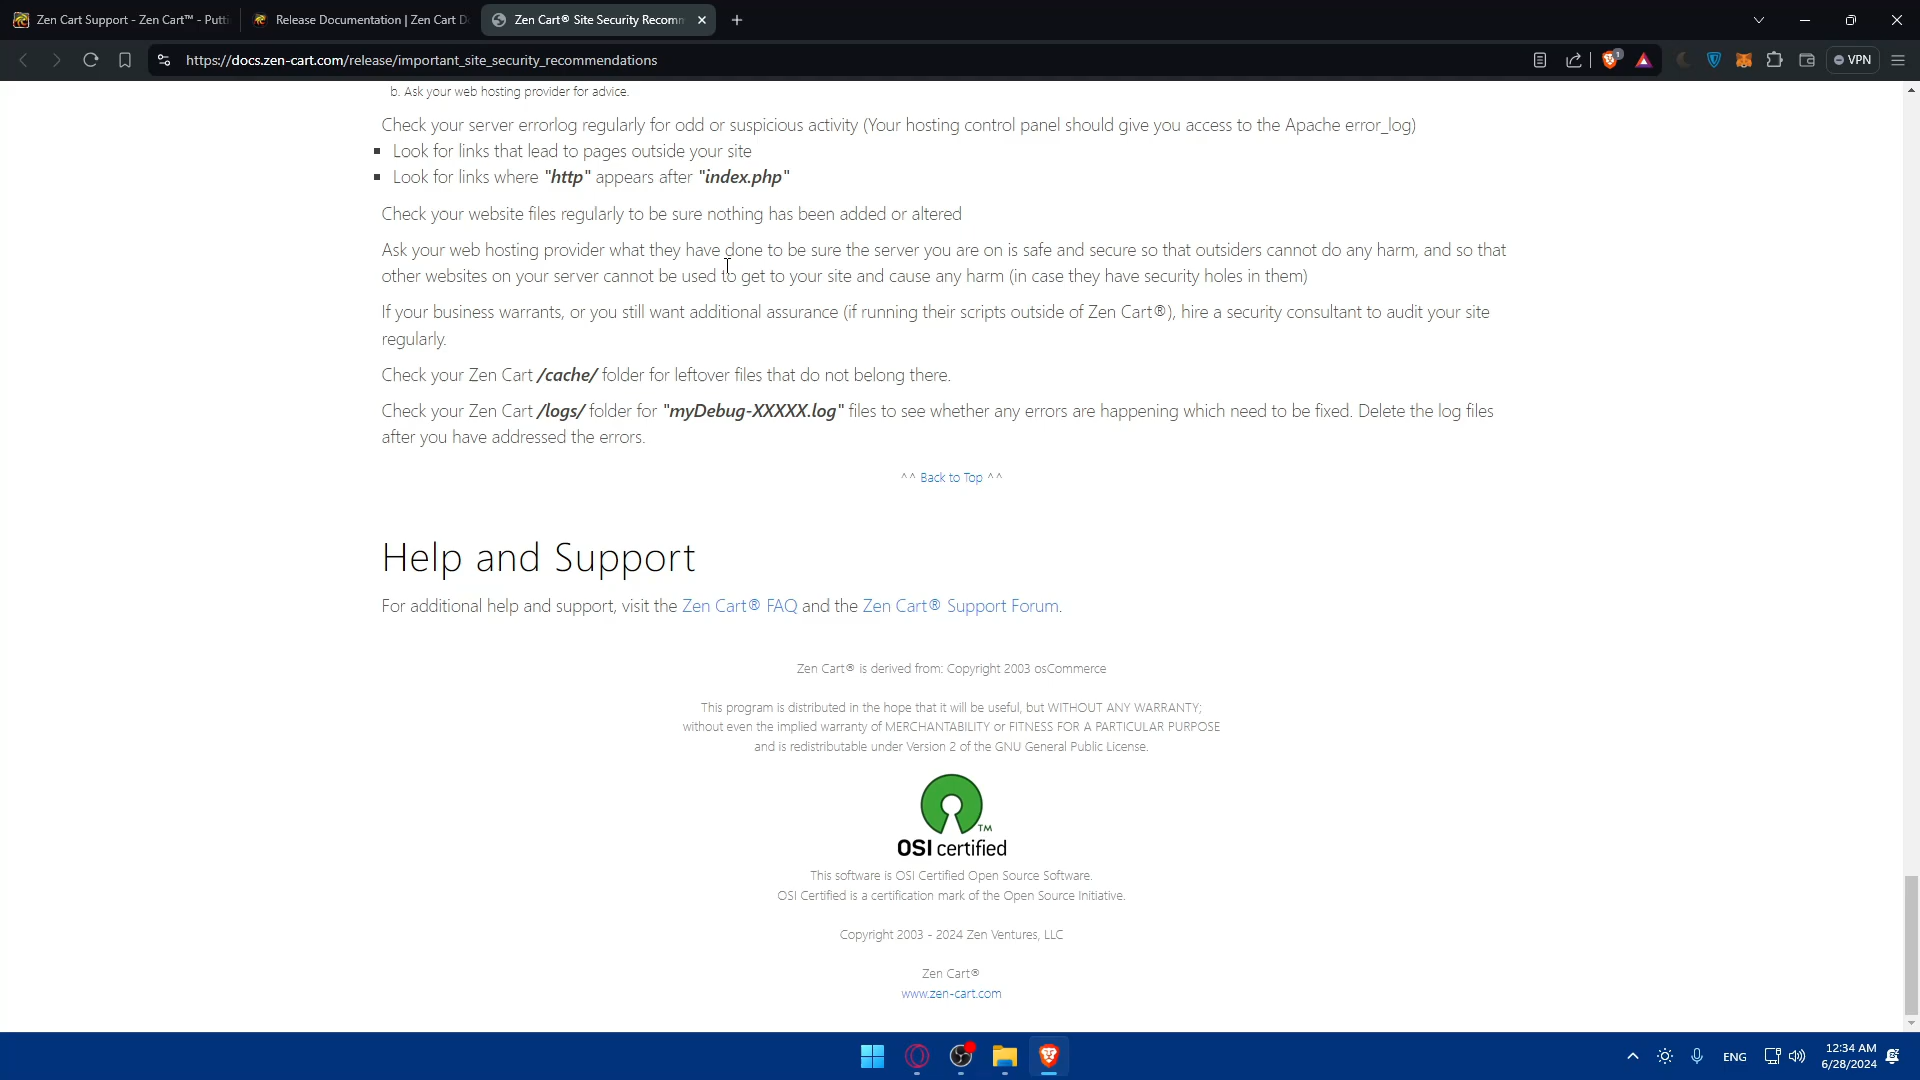 Zen Cart Support - Zen Cart™ - Putti
Release Documentation | Zen Cart D
Zen Cart® Site Security Recomm
https://docs.zen-cart.com/release/important_site_security_recommendations
1
VPN
b. Ask your web hosting provider for advice.
Check your server errorlog regularly for odd or suspicious activity (Your hosting control panel should give you access to the Apache error_log)
▪ Look for links that lead to pages outside your site
▪ Look for links where "http" appears after "index.php"
Check your website files regularly to be sure nothing has been added or altered
Ask your web hosting provider what they have done to be sure the server you are on is safe and secure so that outsiders cannot do any harm, and so that
other websites on your server cannot be used to get to your site and cause any harm (in case they have security holes in them)
If your business warrants, or you still want additional assurance (if running their scripts outside of Zen Cart®), hire a security consultant to audit your site
regularly.
Check your Zen Cart /cache/ folder for leftover files that do not belong there.
Check your Zen Cart /logs/ folder for "myDebug-XXXXX.log" files to see whether any errors are happening which need to be fixed. Delete the log files
after you have addressed the errors.
^^ Back to Top ^^
Help and Support
For additional help and support, visit the Zen Cart® FAQ and the Zen Cart® Support Forum.
Zen Cart® is derived from: Copyright 2003 osCommerce
This program is distributed in the hope that it will be useful, but WITHOUT ANY WARRANTY;
without even the implied warranty of MERCHANTABILITY or FITNESS FOR A PARTICULAR PURPOSE
and is redistributable under Version 2 of the GNU General Public License.
TM
OSI certified
This software is OSI Certified Open Source Software.
OSI Certified is a certification mark of the Open Source Initiative.
Copyright 2003 - 2024 Zen Ventures, LLC
Zen Cart®
www.zen-cart.com
ENG
12:34 AM
6/28/2024